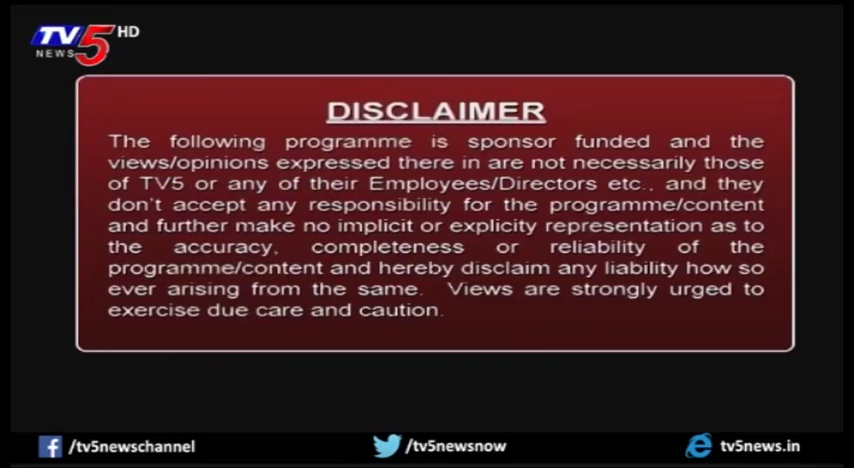 TV5 HD
NEWS
DISCLAIMER
The following programme is sponsor funded and the
views/opinions expressed there in are not necessarily those
of TV5 or any of their Employees/Directors etc., and they
don't accept any responsibility for the programme/content
and further make no implicit or explicity representation as to
the accuracy, completeness or reliability of the
programme/content and hereby disclaim any liability how so
ever arising from the same. Views are strongly urged to
exercise due care and caution.
/tv5newschannel
/tv5newsnow
tv5news.in